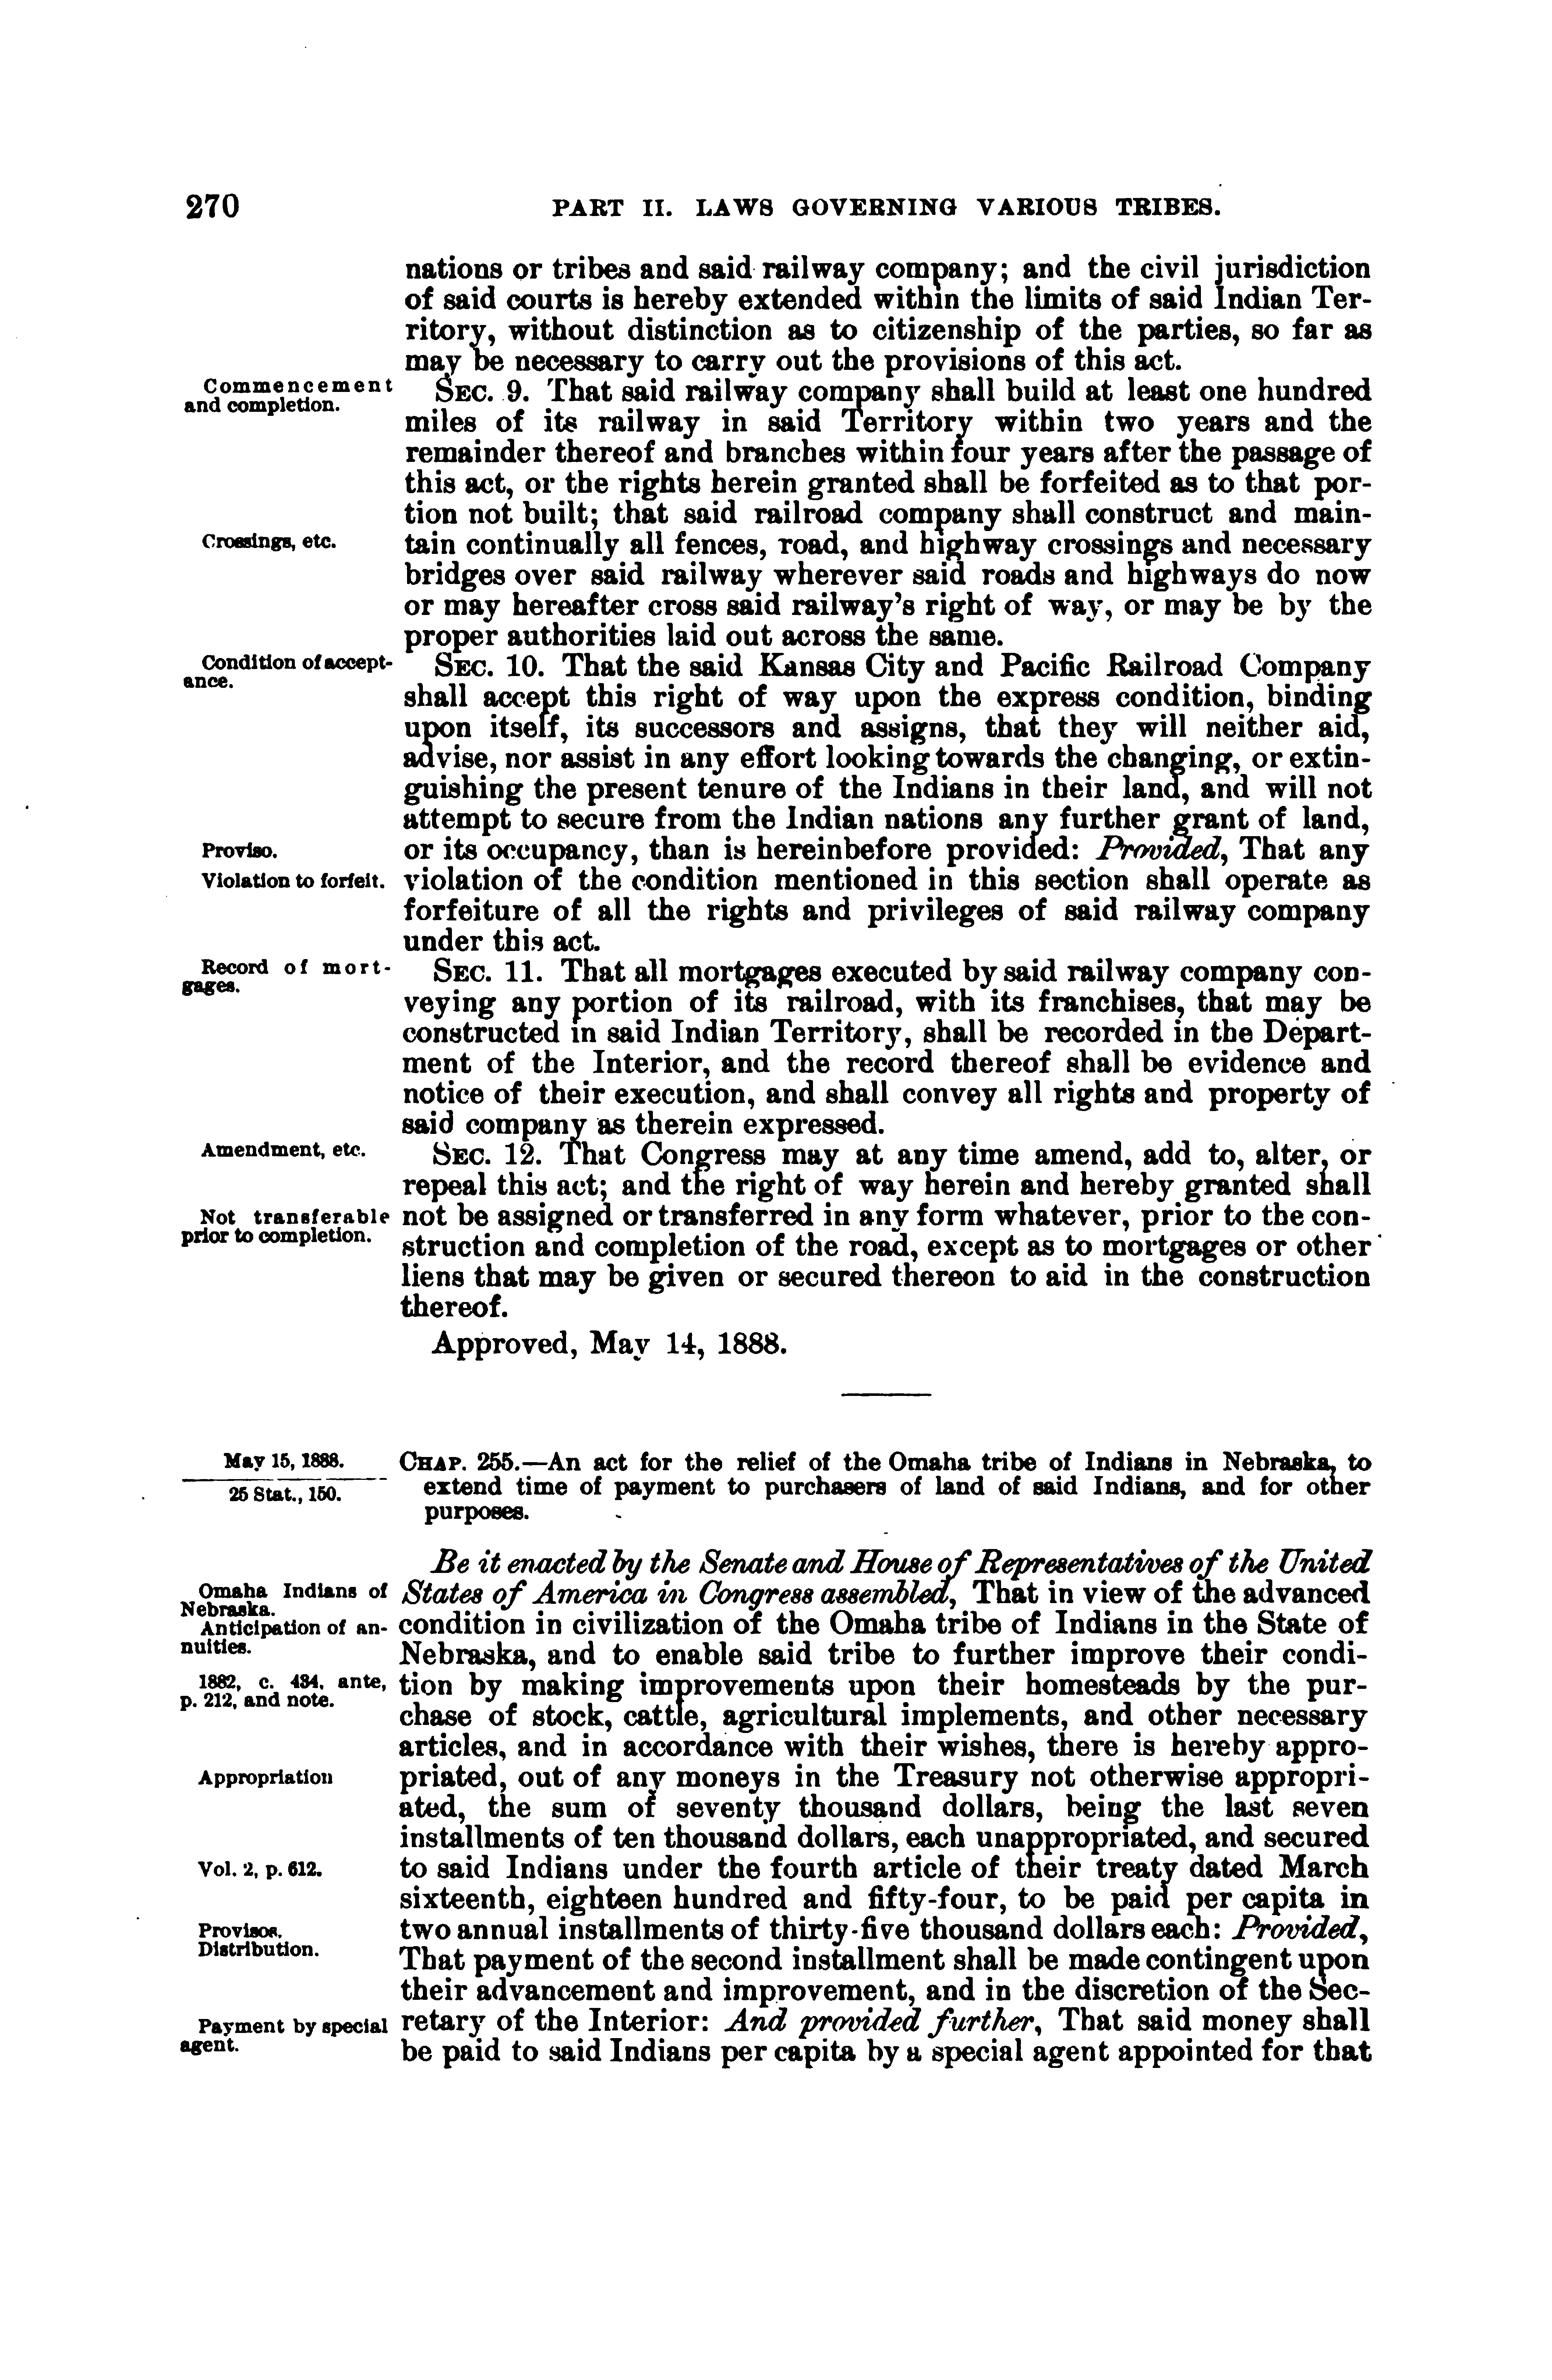 270
PART II. LAWS GOVERNING VARIOUS TRIBES.
nations or tribes and said railway company; and the civil jurisdiction
of said courts is hereby extended within the limits of said Indian Ter-
ritory, without distinction as to citizenship of the parties, so far as
may be necessary to carry out the provisions of this act.
Commencement
and completion.
SEC. 9. That said railway company shall build at least one hundred
miles of its railway in said Territory within two years and the
remainder thereof and branches within four years after the passage of
this act, or the rights herein granted shall be forfeited as to that por-
tion not built; that said railroad company shall construct and main-
Crossings, etc.
tain continually all fences, road, and highway crossings and necessary
bridges over said railway wherever said roads and highways do now
or may hereafter cross said railway's right of way, or may be by the
proper authorities laid out across the same.
Condition of accept-
ance.
SEC. 10. That the said Kansas City and Pacific Railroad Company
shall accept this right of way upon the express condition, binding
upon itself, its successors and assigns, that they will neither aid,
advise, nor assist in any effort looking towards the changing, or extin-
guishing the present tenure of the Indians in their land, and will not
attempt to secure from the Indian nations any further grant of land,
Proviso.
or its occupancy, than is hereinbefore provided: Provided, That any
Violation to forfeit.
violation of the condition mentioned in this section shall operate as
forfeiture of all the rights and privileges of said railway company
under this act.
Record of mort-
gages.
SEC. 11. That all mortgages executed by said railway company con-
veying any portion of its railroad, with its franchises, that may be
constructed in said Indian Territory, shall be recorded in the Depart-
ment of the Interior, and the record thereof shall be evidence and
notice of their execution, and shall convey all rights and property of
said company as therein expressed.
Amendment, etc.
SEC. 12. That Congress may at any time amend, add to, alter, or
repeal this act; and the right of way herein and hereby granted shall
Not transferable
prior to completion.
not be assigned or transferred in any form whatever, prior to the con-
struction and completion of the road, except as to mortgages or other
liens that may be given or secured thereon to aid in the construction
thereof.
Approved, May 14, 1888.
May 15, 1888.
25 Stat., 150.
CHAP. 255.—An act for the relief of the Omaha tribe of Indians in Nebraska, to
extend time of payment to purchasers of land of said Indians, and for other
purposes.
Be it enacted by the Senate and House of Representatives of the United
Omaha Indians of
Nebraska.
States of America in Congress assembled, That in view of the advanced
Anticipation of an-
nuities.
condition in civilization of the Omaha tribe of Indians in the State of
Nebraska, and to enable said tribe to further improve their condi-
1882, c. 434, ante,
p. 212, and note.
tion by making improvements upon their homesteads by the pur-
chase of stock, cattle, agricultural implements, and other necessary
articles, and in accordance with their wishes, there is hereby appro-
Appropriation
priated, out of any moneys in the Treasury not otherwise appropri-
ated, the sum of seventy thousand dollars, being the last seven
installments of ten thousand dollars, each unappropriated, and secured
Vol. 2, p. 612.
to said Indians under the fourth article of their treaty dated March
sixteenth, eighteen hundred and fifty-four, to be paid per capita in
Provisos.
two annual installments of thirty-five thousand dollars each: Provided,
Distribution.
That payment of the second installment shall be made contingent upon
their advancement and improvement, and in the discretion of the Sec-
Payment by special
agent.
retary of the Interior: And provided further, That said money shall
be paid to said Indians per capita by a special agent appointed for that